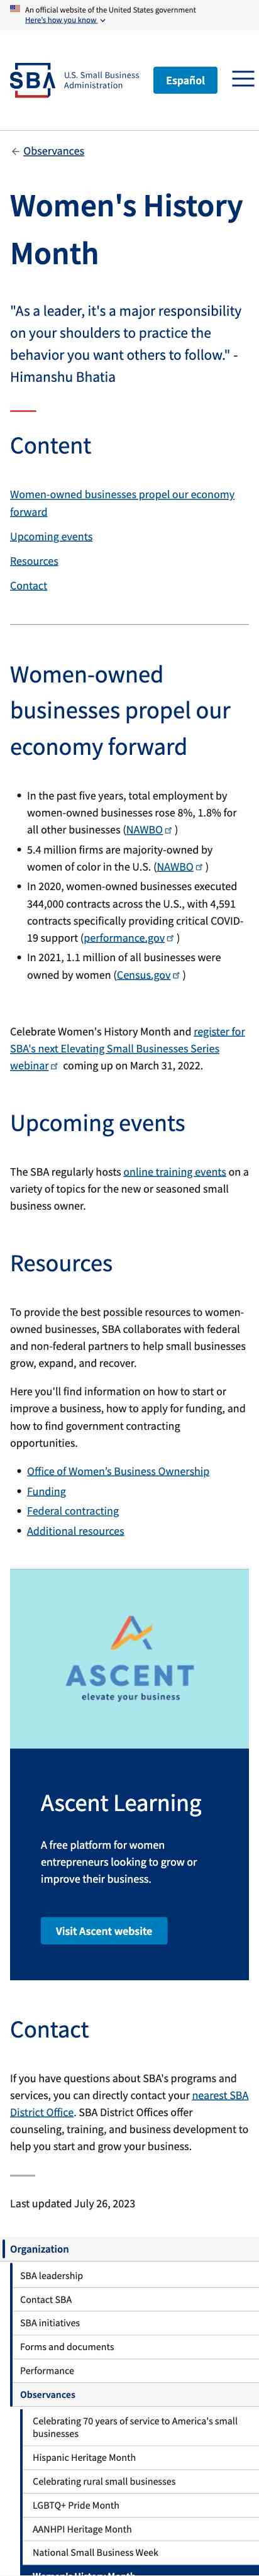 An official website of the United States government
Here's how you know
SBA
U.S. Small Business
Administration
Español
Observances
Women's History
Month
"As a leader, it's a major responsibility
on your shoulders to practice the
behavior you want others to follow." -
Himanshu Bhatia
Content
Women-owned businesses propel our economy
forward
Upcoming events
Resources
Contact
Women-owned
businesses propel our
economy forward
In the past five years, total employment by
women-owned businesses rose 8%, 1.8% for
all other businesses (NAWBO )
5.4 million firms are majority-owned by
women of color in the U.S. (NAWBO )
In 2020, women-owned businesses executed
344,000 contracts across the U.S., with 4,591
contracts specifically providing critical COVID-
19 support (performance.gov )
In 2021, 1.1 million of all businesses were
owned by women (Census.gov )
Celebrate Women's History Month and register for
SBA's next Elevating Small Businesses Series
webinar coming up on March 31, 2022.
Upcoming events
The SBA regularly hosts online training events on a
variety of topics for the new or seasoned small
business owner.
Resources
To provide the best possible resources to women-
owned businesses, SBA collaborates with federal
and non-federal partners to help small businesses
grow, expand, and recover.
Here you'll find information on how to start or
improve a business, how to apply for funding, and
how to find government contracting
opportunities.
Office of Women's Business Ownership
Funding
Federal contracting
Additional resources
ASCENT
elevate your business
Ascent Learning
A free platform for women
entrepreneurs looking to grow or
improve their business.
Visit Ascent website
Contact
If you have questions about SBA's programs and
services, you can directly contact your nearest SBA
District Office. SBA District Offices offer
counseling, training, and business development to
help you start and grow your business.
Last updated July 26, 2023
Organization
SBA leadership
Contact SBA
SBA initiatives
Forms and documents
Performance
Observances
Celebrating 70 years of service to America's small
businesses
Hispanic Heritage Month
Celebrating rural small businesses
LGBTQ+ Pride Month
AANHPI Heritage Month
National Small Business Week
Women's History Month